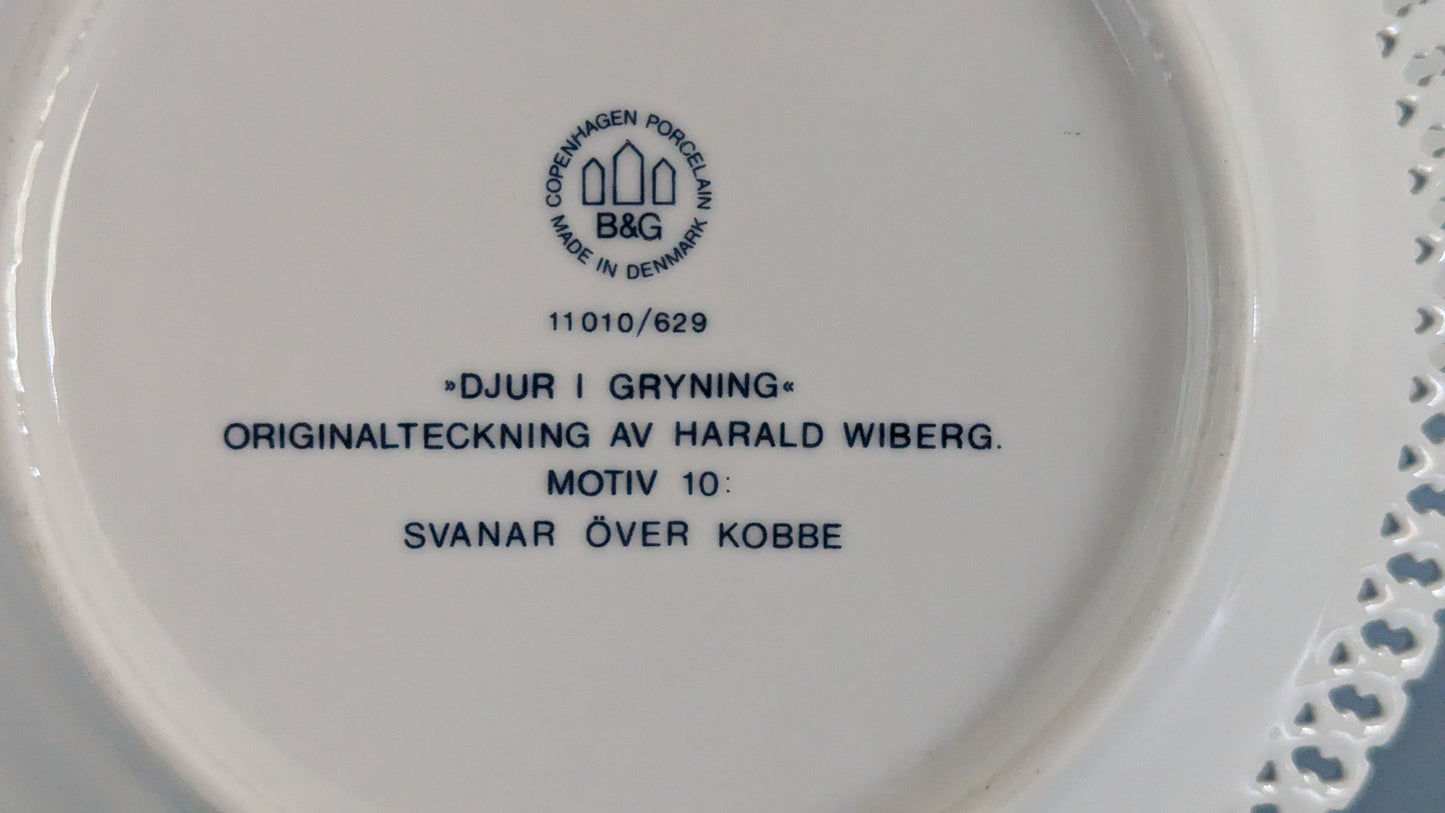 COPENHAGEN PORCELAIN
B&G
MADE IN DENMARK
11010/629
»DJUR I GRYNING«
ORIGINALTECKNING AV HARALD WIBERG.
MOTIV 10:
SVANAR ÖVER KOBBE